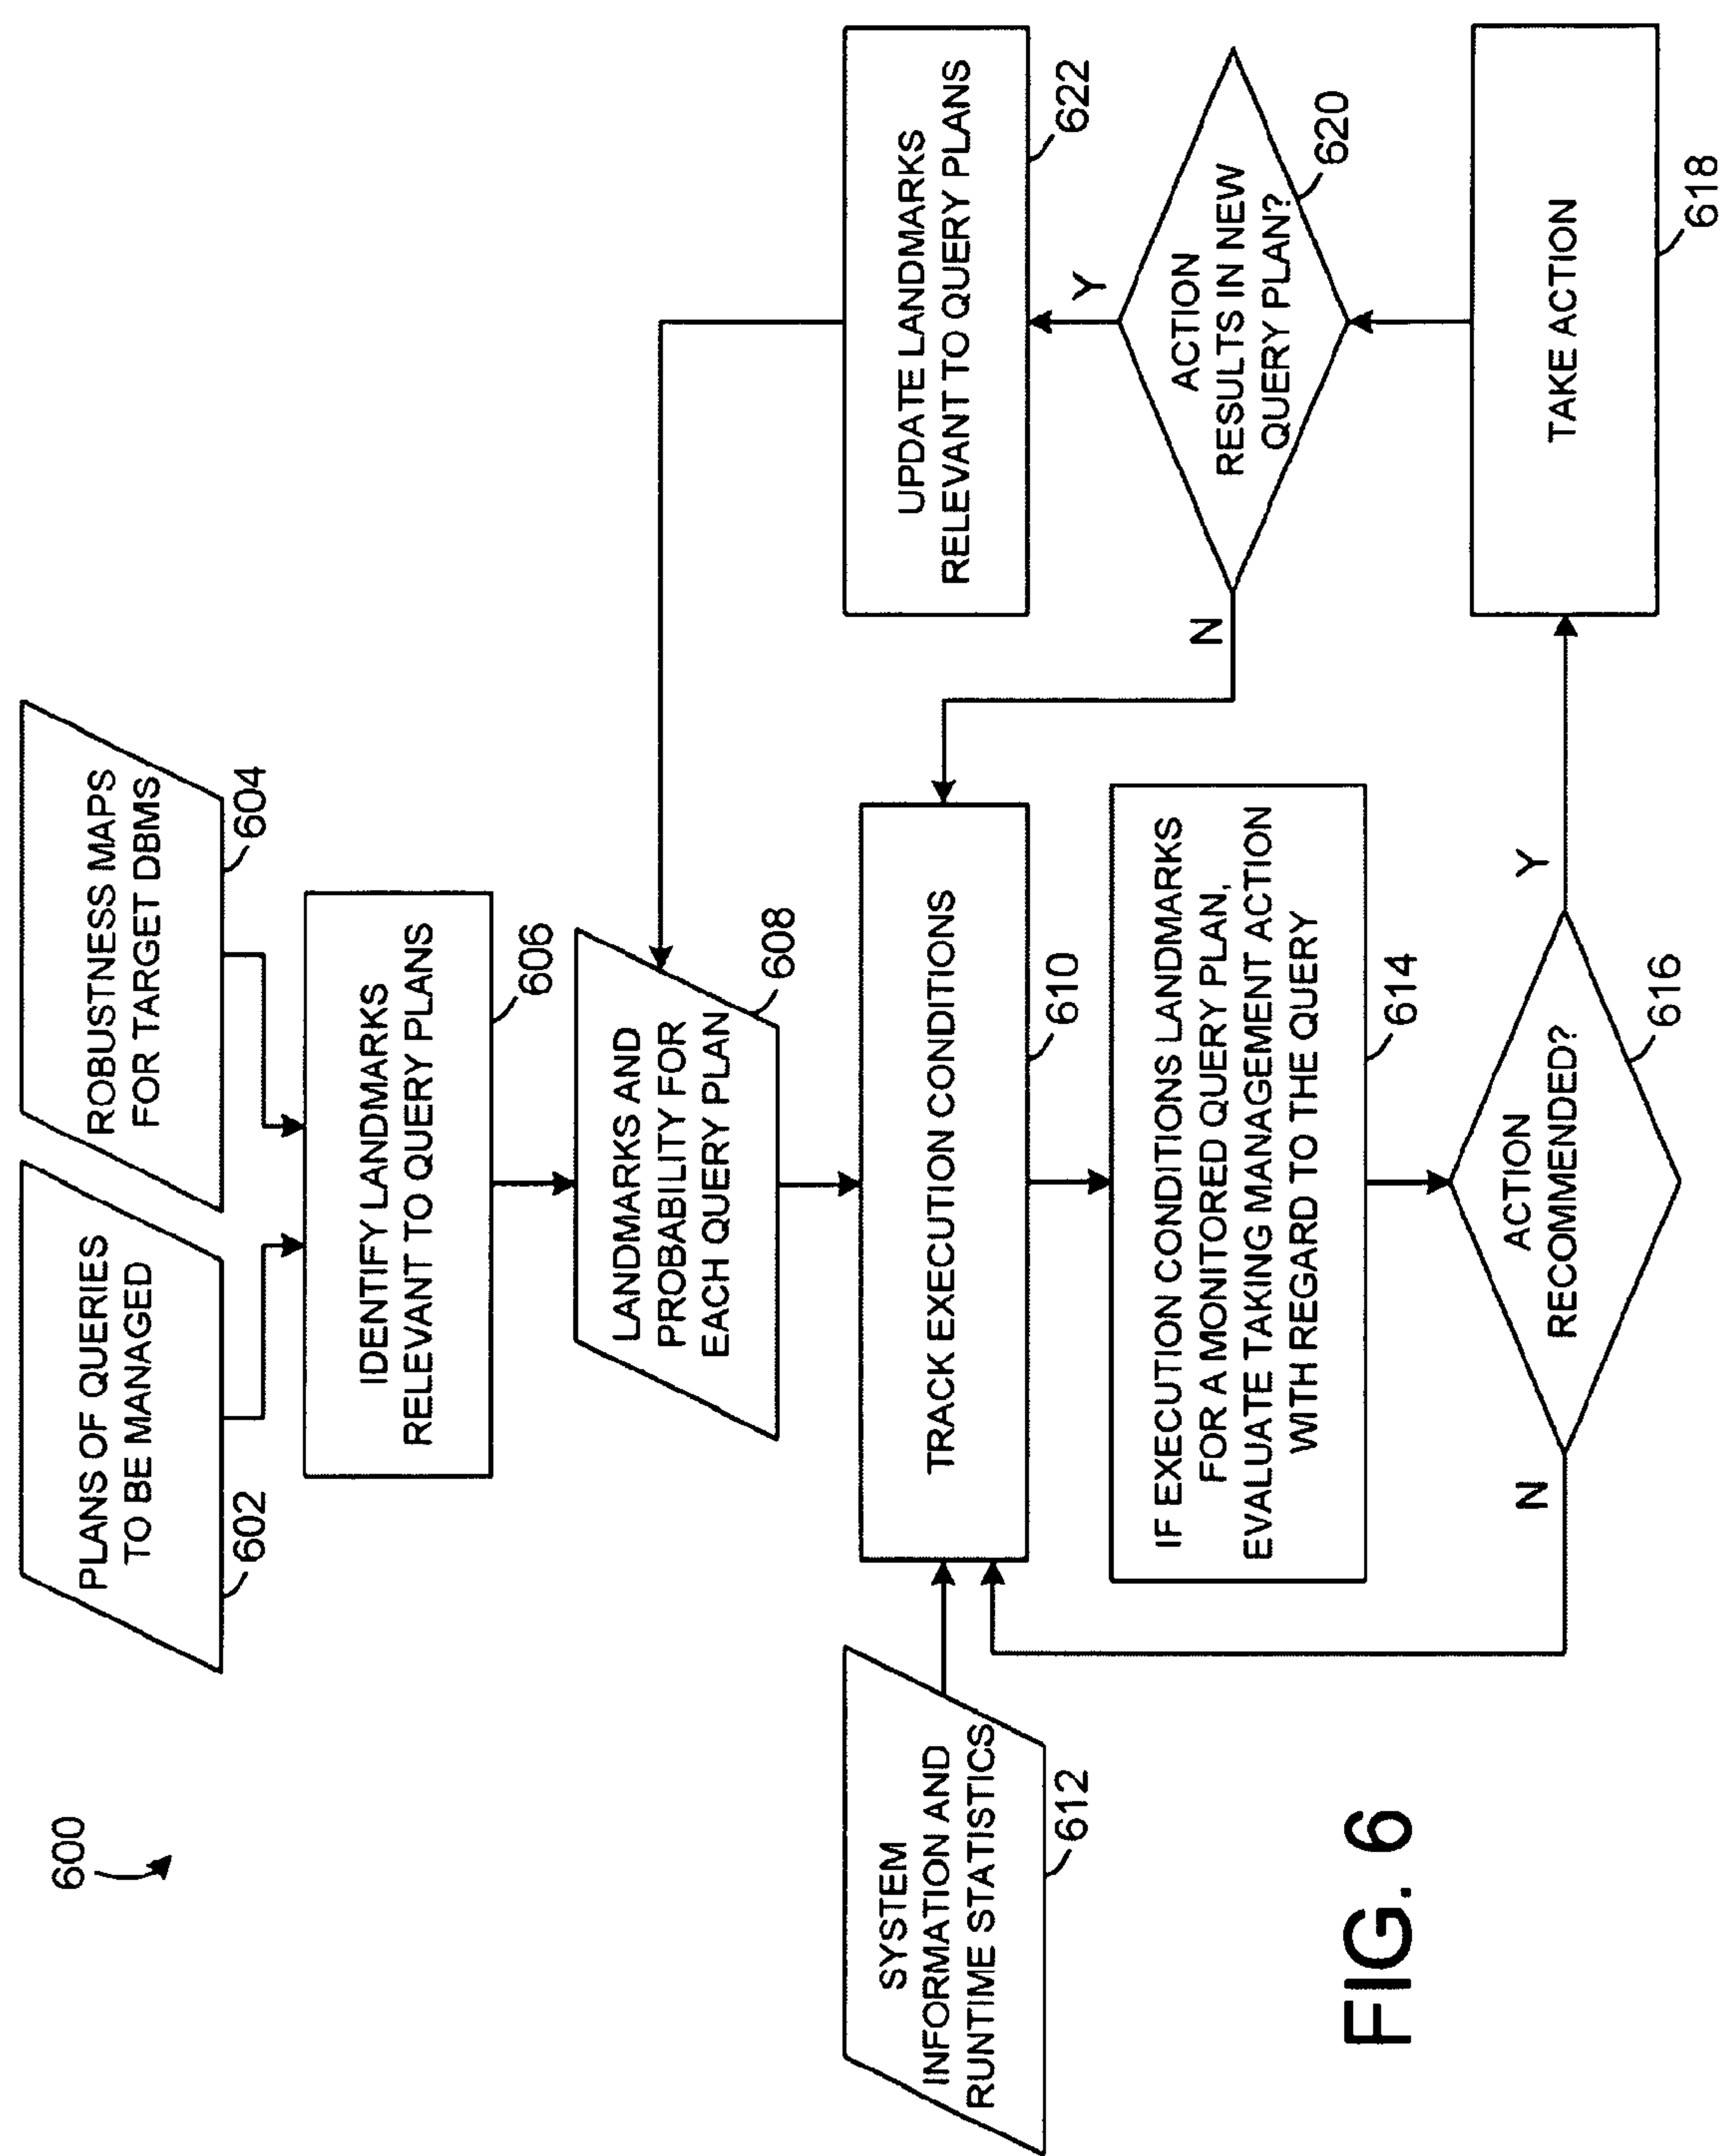 600
PLANS OF QUERIES
TO BE MANAGED
602
ROBUSTNESS MAPS
FOR TARGET DBMS
604
IDENTIFY LANDMARKS
RELEVANT TO QUERY PLANS
606
LANDMARKS AND
PROBABILITY FOR
EACH QUERY PLAN
608
SYSTEM
INFORMATION AND
RUNTIME STATISTICS
612
TRACK EXECUTION CONDITIONS
610
IF EXECUTION CONDITIONS LANDMARKS
FOR A MONITORED QUERY PLAN,
EVALUATE TAKING MANAGEMENT ACTION
WITH REGARD TO THE QUERY
614
ACTION
RECOMMENDED?
616
N
Y
TAKE ACTION
618
ACTION
RESULTS IN NEW
QUERY PLAN?
620
N
Y
UPDATE LANDMARKS
RELEVANT TO QUERY PLANS
622
FIG. 6